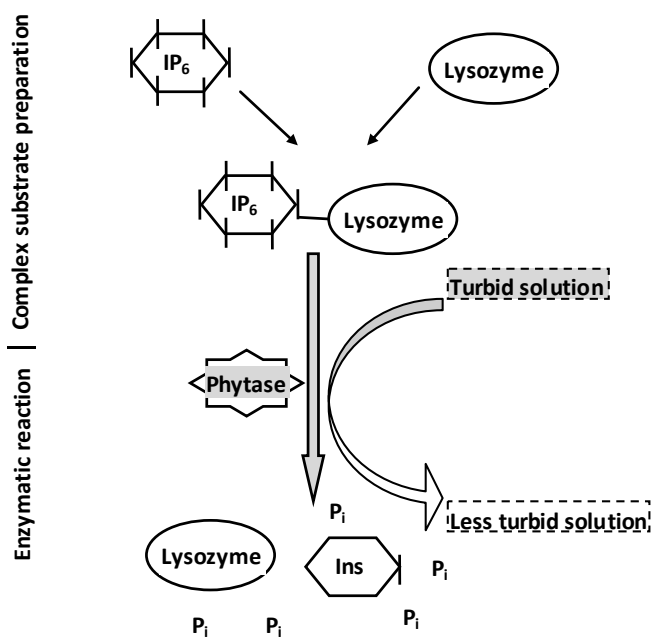 Complex substrate preparation
Enzymatic reaction
IP₆
Lysozyme
IP₆
Lysozyme
Turbid solution
Phytase
Less turbid solution
Pᵢ
Lysozyme
Ins
Pᵢ
Pᵢ
Pᵢ
Pᵢ